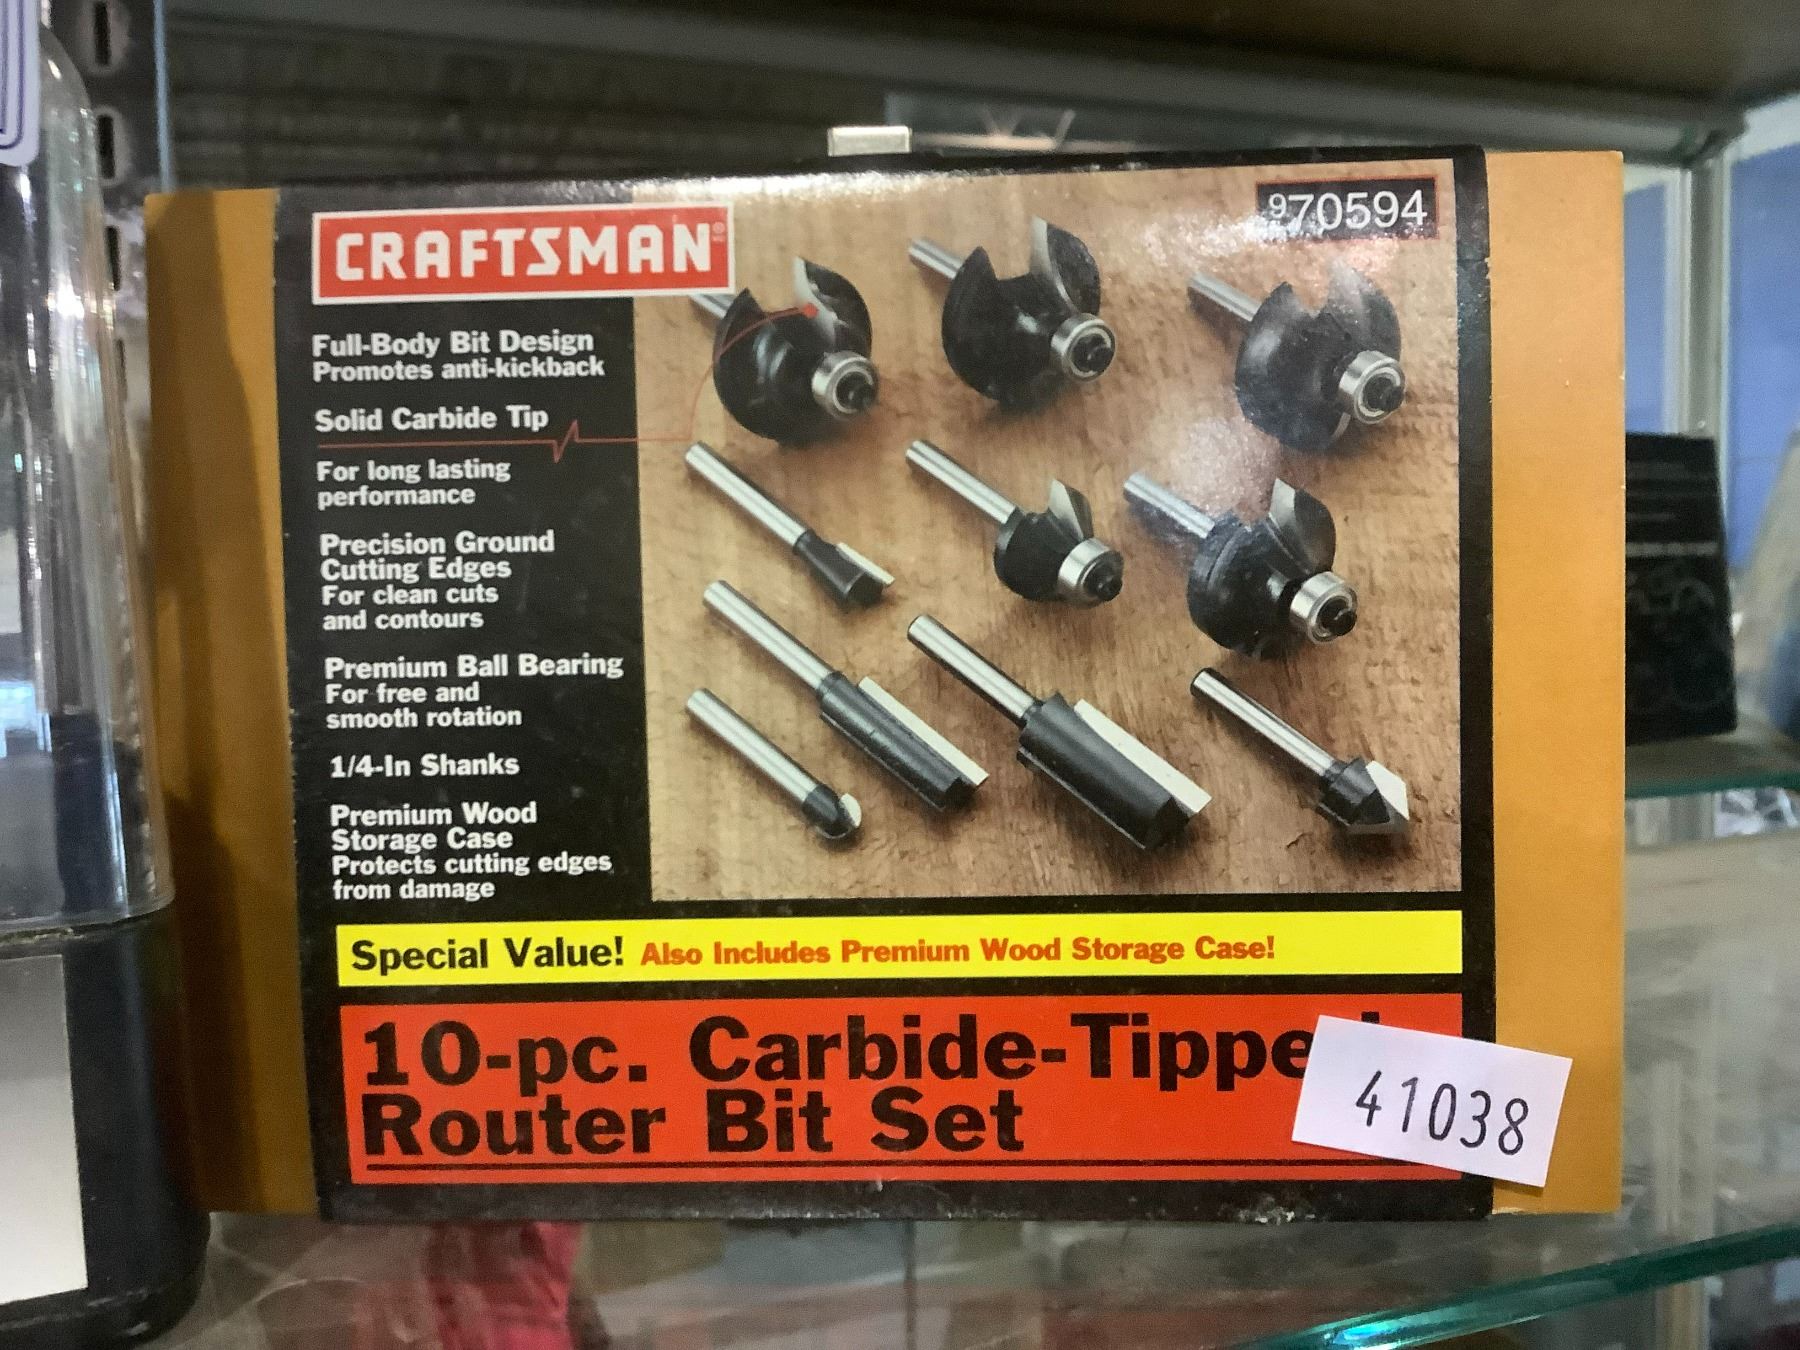 CRAFTSMAN
970594
Full-Body Bit Design
Promotes anti-kickback
Solid Carbide Tip
For long lasting
performance
Precision Ground
Cutting Edges
For clean cuts
and contours
Premium Ball Bearing
For free and
smooth rotation
1/4-In Shanks
Premium Wood
Storage Case
Protects cutting edges
from damage
Special Value! Also Includes Premium Wood Storage Case!
10-pc. Carbide-Tipped
Router Bit Set
41038